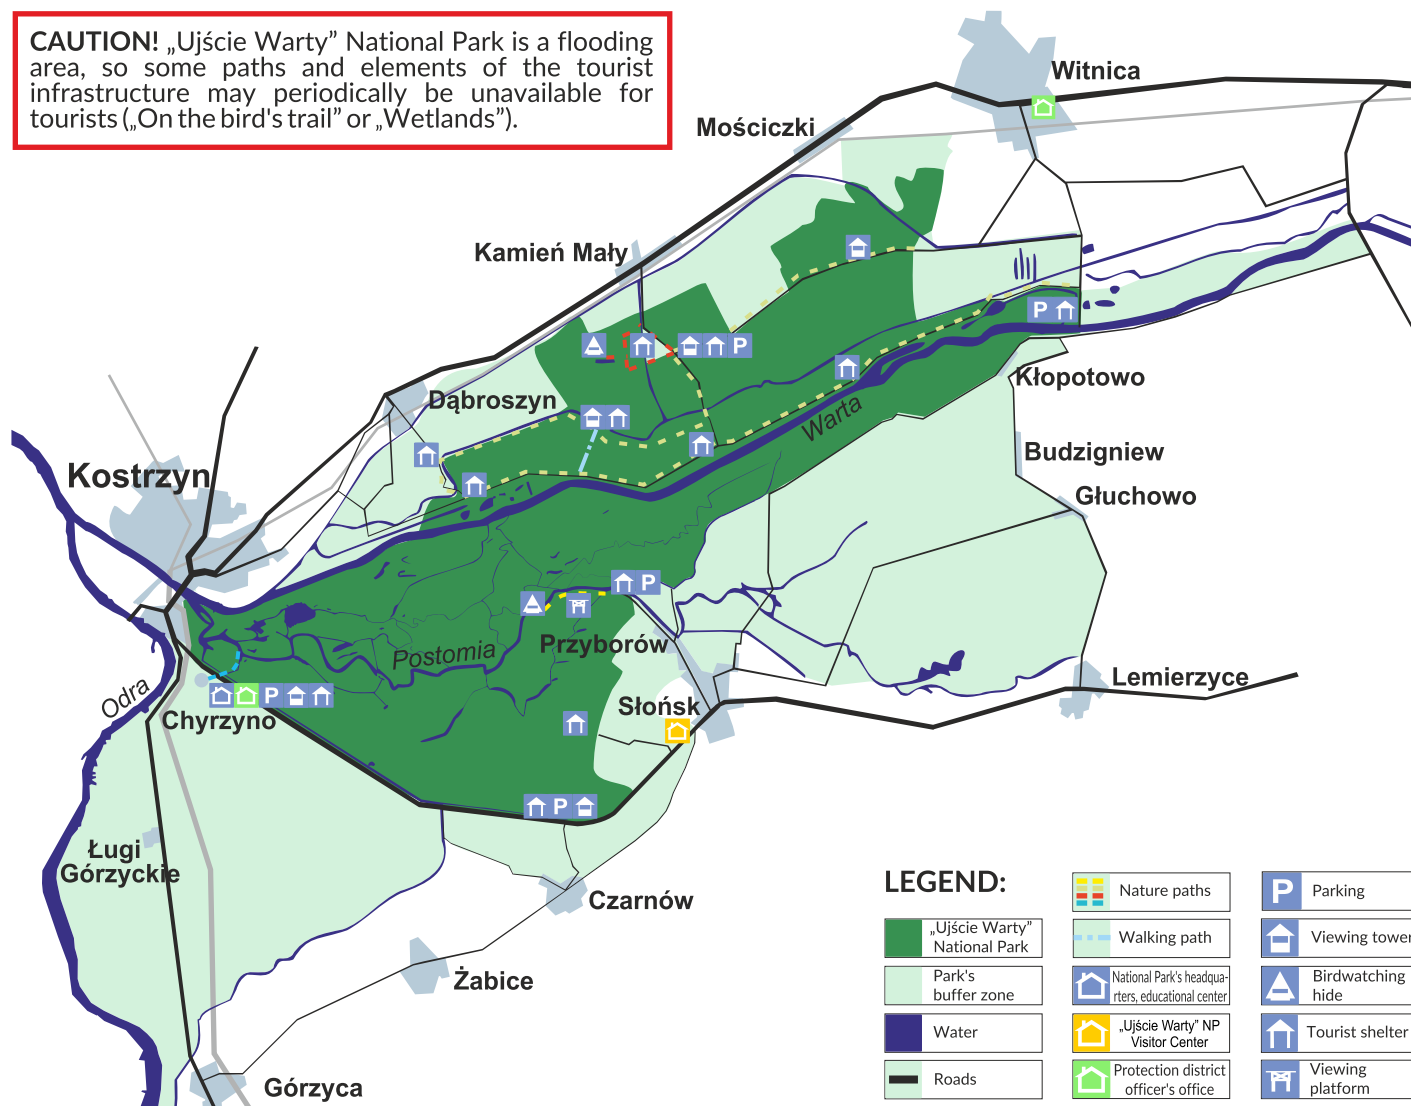 CAUTION! „Ujście Warty” National Park is a flooding
area, so some paths and elements of the tourist
infrastructure may periodically be unavailable for
tourists („On the bird's trail” or „Wetlands”).
Witnica
Mościczki
Kamień Mały
P
P
Kłopotowo
Dąbroszyn
Warta
Budzigniew
Kostrzyn
Głuchowo
P
Przyborów
Postomia
Lemierzyce
Odra
P
Słońsk
Chyrzyno
P
Ługi
Górzyckie
Czarnów
Żabice
Górzyca
LEGEND:
„Ujście Warty”
National Park
Park's
buffer zone
Water
Roads
Nature paths
Walking path
National Park's headqua-
rters, educational center
„Ujście Warty” NP
Visitor Center
Protection district
officer's office
P
Parking
Viewing tower
Birdwatching
hide
Tourist shelter
Viewing
platform